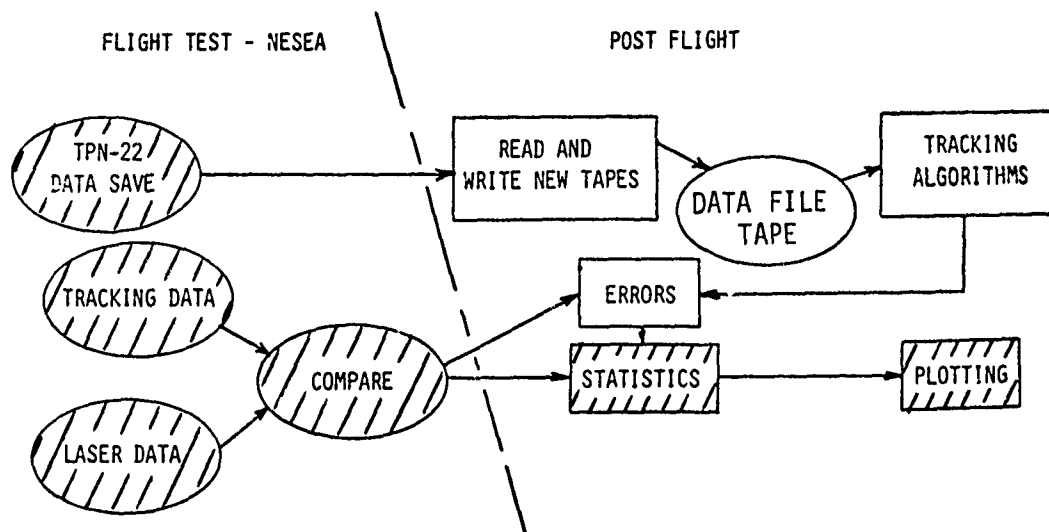 FLIGHT TEST - NESEA
POST FLIGHT
TPN-22
DATA SAVE
READ AND
WRITE NEW TAPES
DATA FILE
TAPE
TRACKING
ALGORITHMS
TRACKING DATA
ERRORS
COMPARE
STATISTICS
PLOTTING
LASER DATA